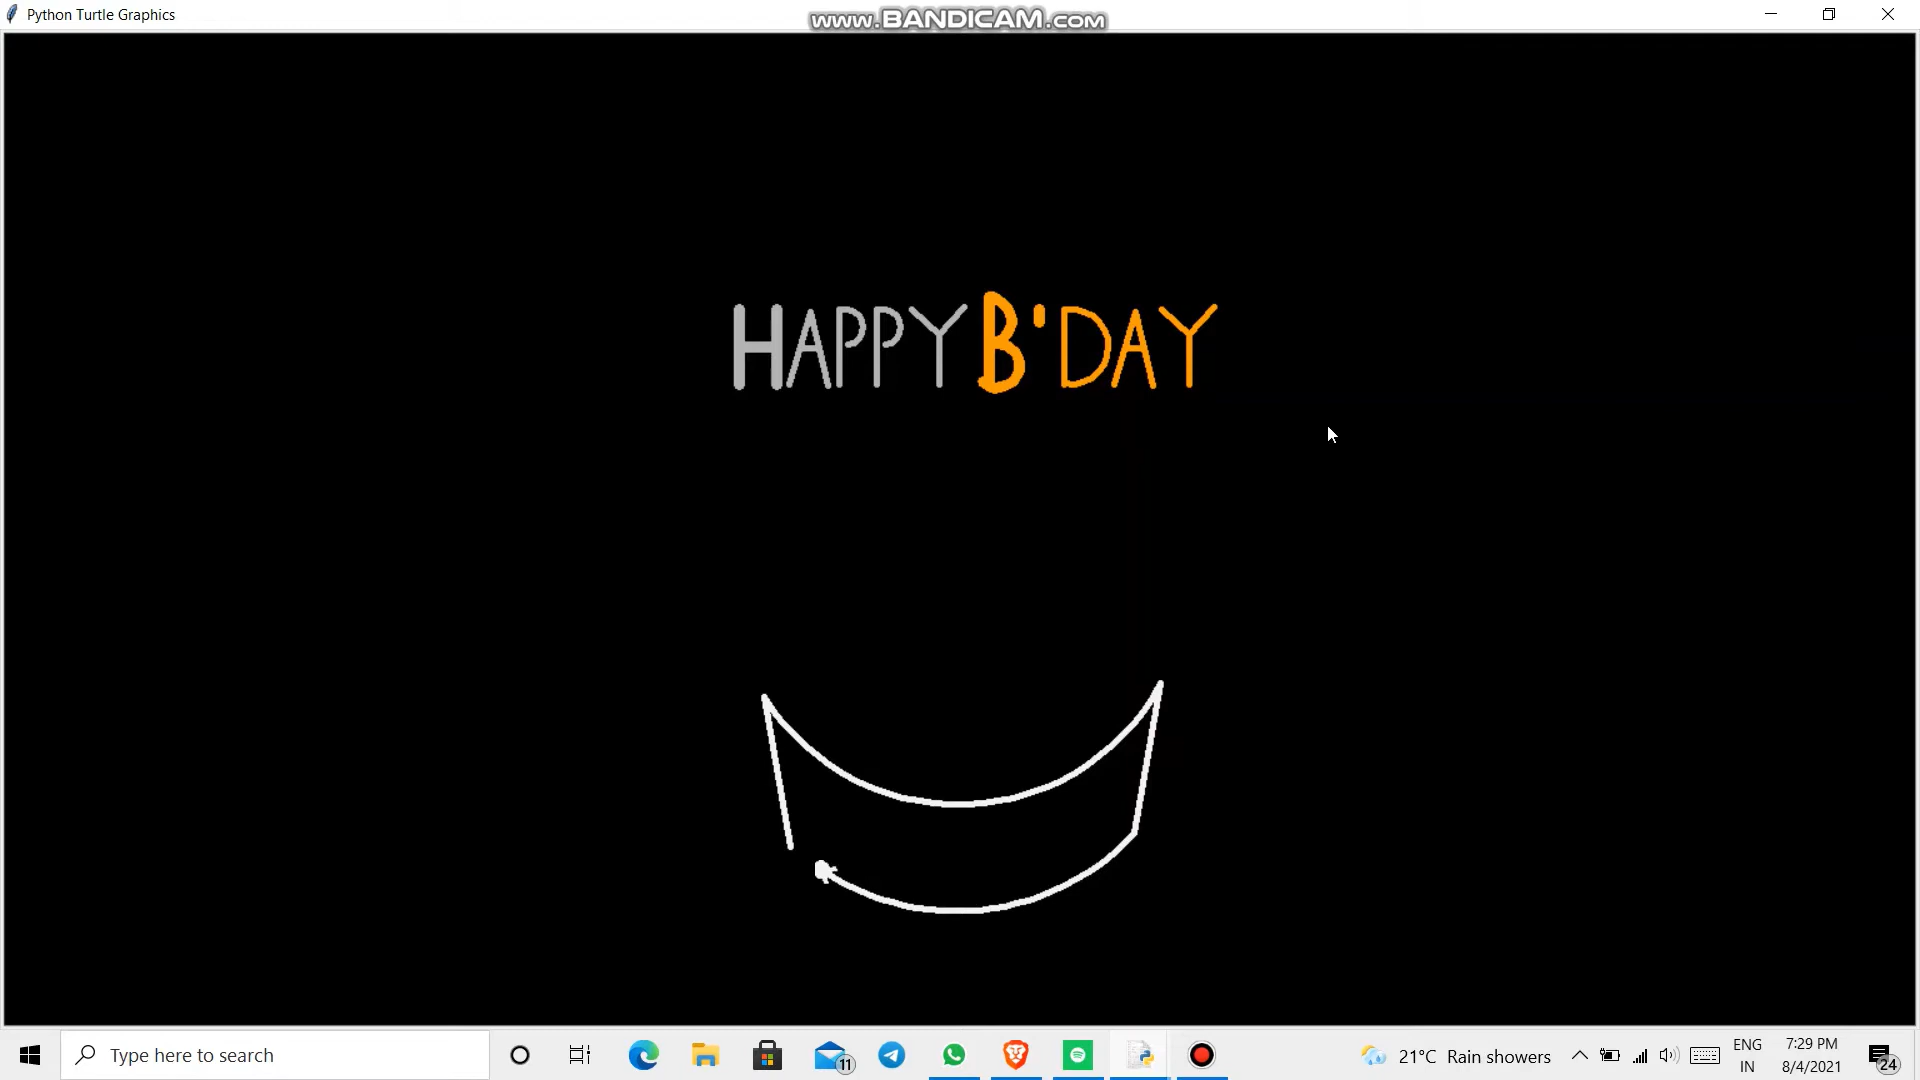 Python Turtle Graphics
www.BANDICAM.com
HAPPY B'DAY
Type here to search
11
21°C Rain showers
ENG
IN
7:29 PM
8/4/2021
24